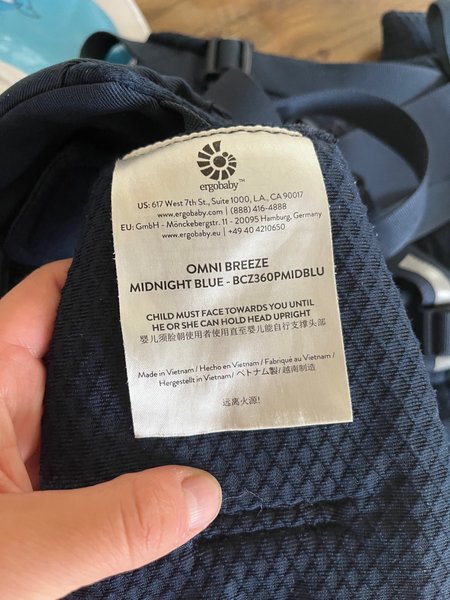 ergobaby™
US: 617 West 7th St., Suite 1000, L.A., CA 90017
www.ergobaby.com | (888) 416-4888
EU: GmbH - Mönckebergstr. 11 - 20095 Hamburg, Germany
www.ergobaby.eu | +49 40 4210650
OMNI BREEZE
MIDNIGHT BLUE - BCZ360PMIDBLU
CHILD MUST FACE TOWARDS YOU UNTIL
HE OR SHE CAN HOLD HEAD UPRIGHT
婴儿须脸朝使用者使用直至婴儿能自行支撑头部
Made in Vietnam / Hecho en Vietnam / Fabriqué au Vietnam /
Hergestellt in Vietnam / ベトナム製 / 越南制造
远离火源!